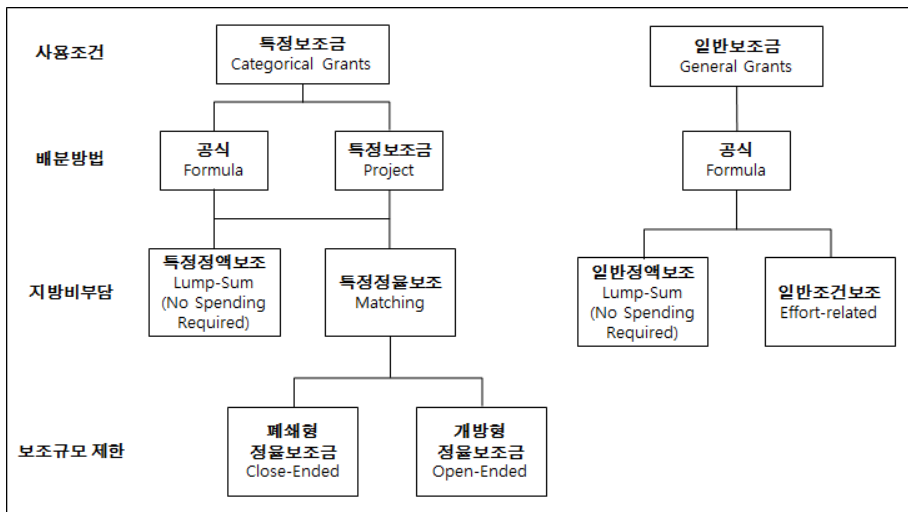 사용조건
특정보조금
Categorical Grants
일반보조금
General Grants
배분방법
공식
Formula
특정보조금
Project
공식
Formula
지방비부담
특정정액보조
Lump-Sum
(No Spending
Required)
특정정율보조
Matching
일반정액보조
Lump-Sum
(No Spending
Required)
일반조건보조
Effort-related
보조규모 제한
폐쇄형
정율보조금
Close-Ended
개방형
정율보조금
Open-Ended